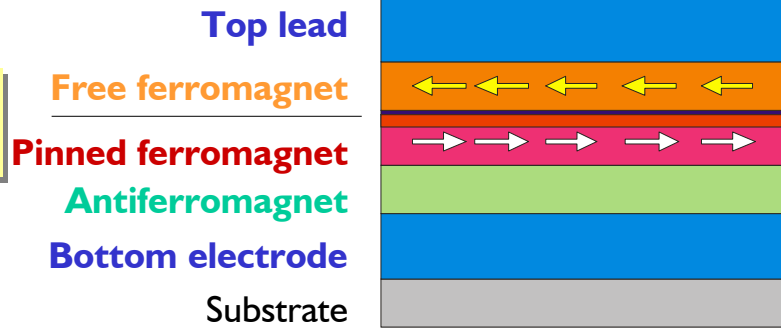 Top lead
Free ferromagnet
Pinned ferromagnet
Antiferromagnet
Bottom electrode
Substrate